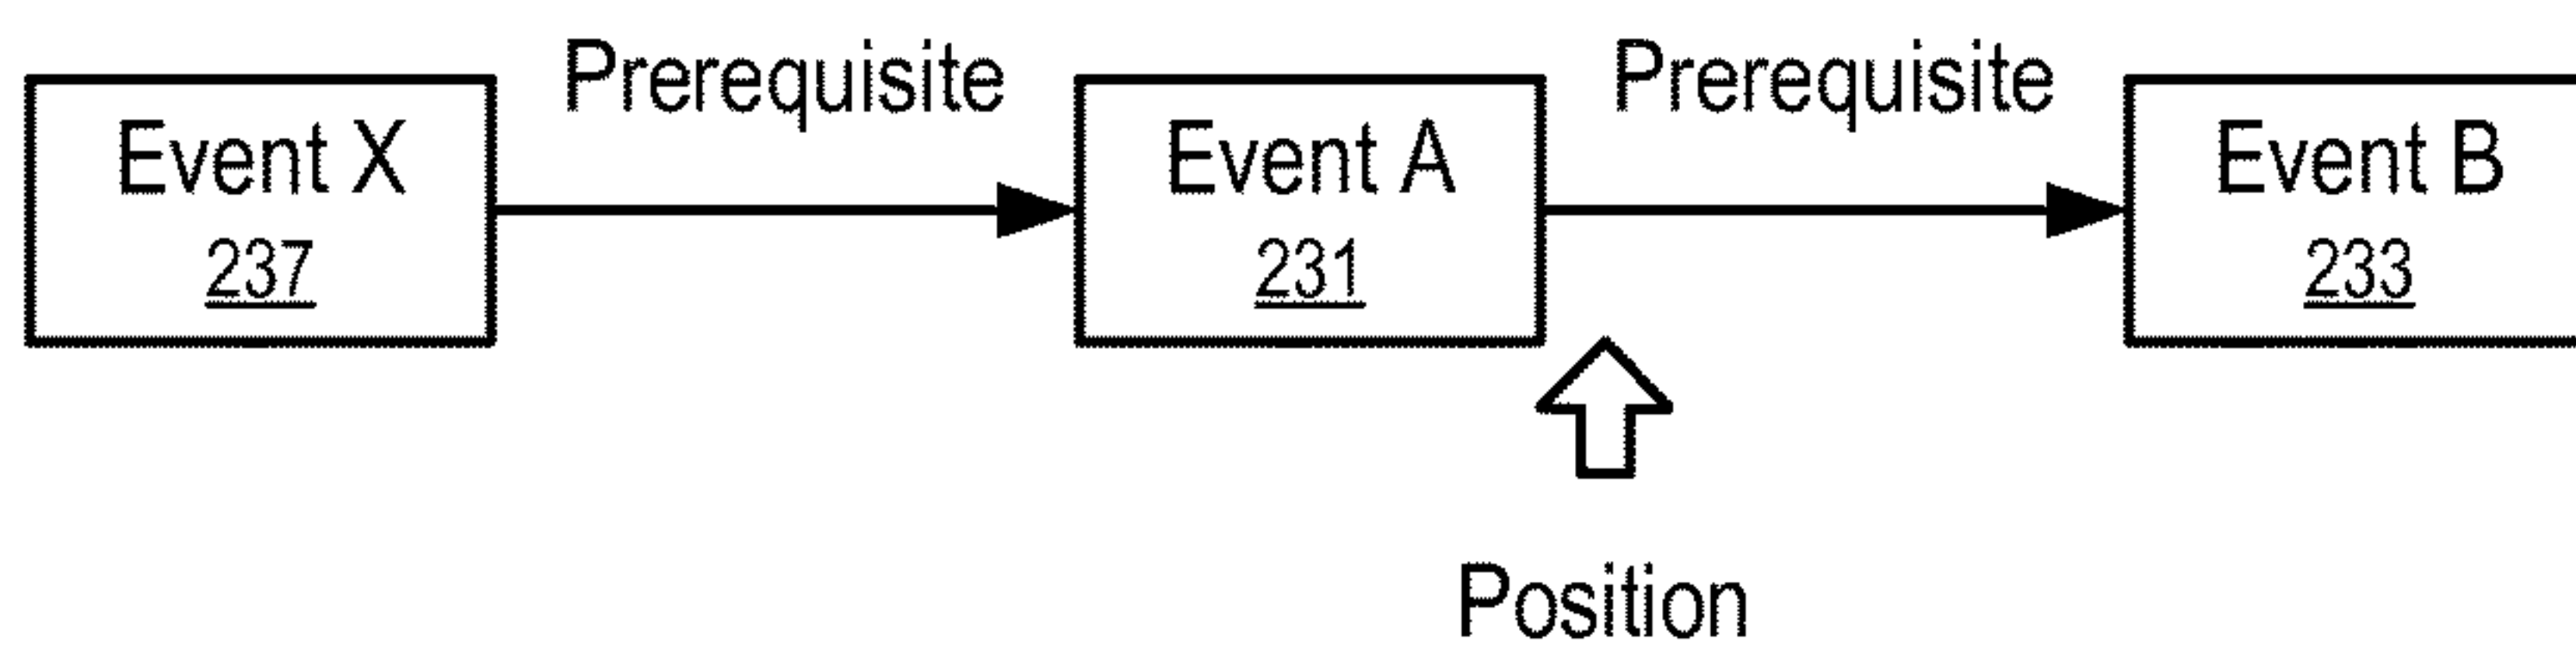 Prerequisite
Prerequisite
Event X
237
Event A
231
Event B
233
Position